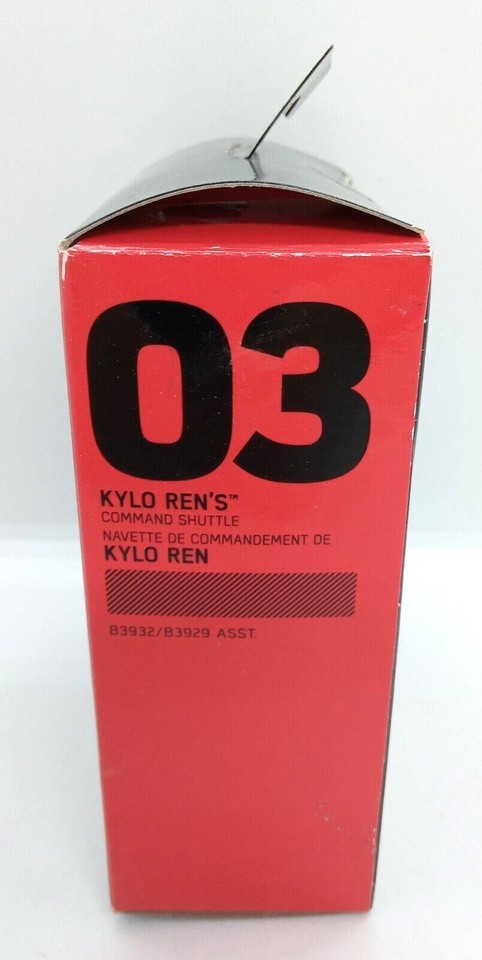 03
KYLO REN'S™
COMMAND SHUTTLE
NAVETTE DE COMMANDEMENT DE
KYLO REN
B3932/B3929 ASST.